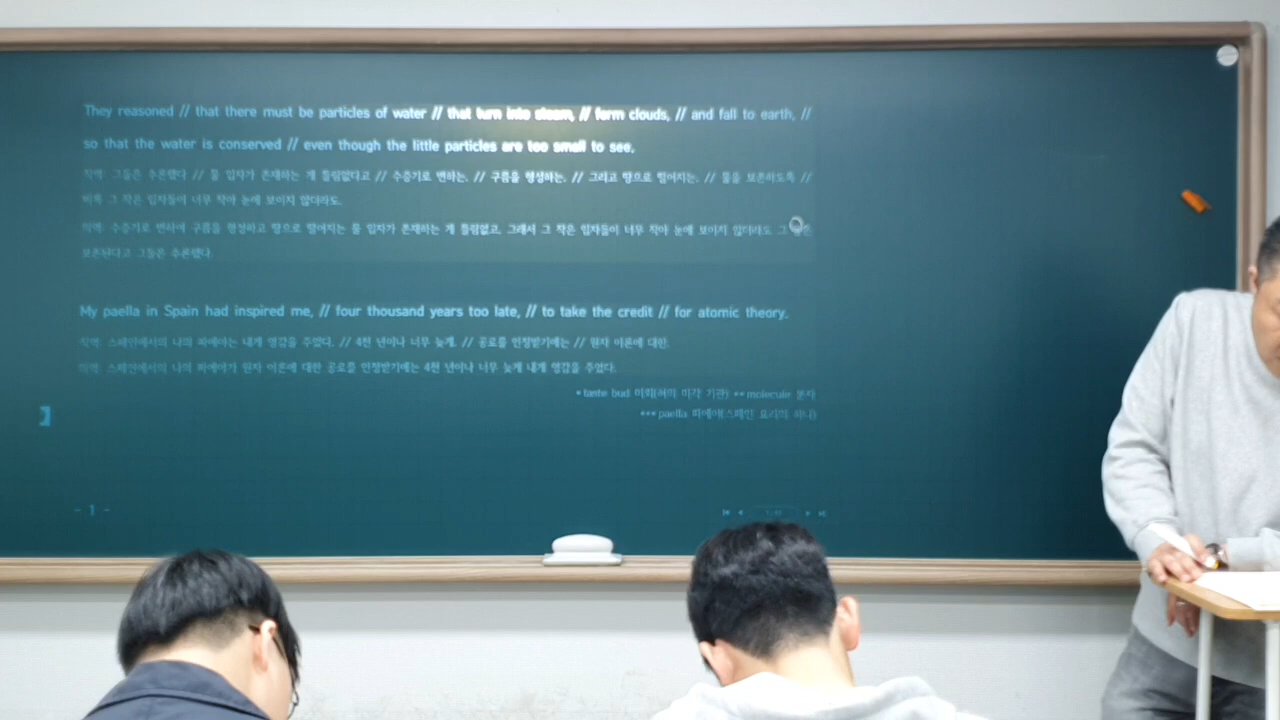 They reasoned // that there must be particles of water // that turn into steam, // form clouds, // and fall to earth, //
so that the water is conserved // even though the little particles are too small to see.
직역: 그들은 추론했다 // 물 입자가 존재하는 게 틀림없다고 // 수증기로 변하는, // 구름을 형성하는, // 그리고 땅으로 떨어지는, // 물을 보존하도록 //
비록 그 작은 입자들이 너무 작아 눈에 보이지 않더라도.
의역: 수증기로 변하여 구름을 형성하고 땅으로 떨어지는 물 입자가 존재하는 게 틀림없고, 그래서 그 작은 입자들이 너무 작아 눈에 보이지 않더라도 그
보존된다고 그들은 추론했다.
My paella in Spain had inspired me, // four thousand years too late, // to take the credit // for atomic theory.
직역: 스페인에서의 나의 파에야는 내게 영감을 주었다, // 4천 년이나 너무 늦게, // 공로를 인정받기에는 // 원자 이론에 대한.
의역: 스페인에서의 나의 파에야가 원자 이론에 대한 공로를 인정받기에는 4천 년이나 너무 늦게 내게 영감을 주었다.
* taste bud 미뢰(혀의 미각 기관) ** molecule 분자
*** paella 파에야(스페인 요리의 하나)
- 1 -